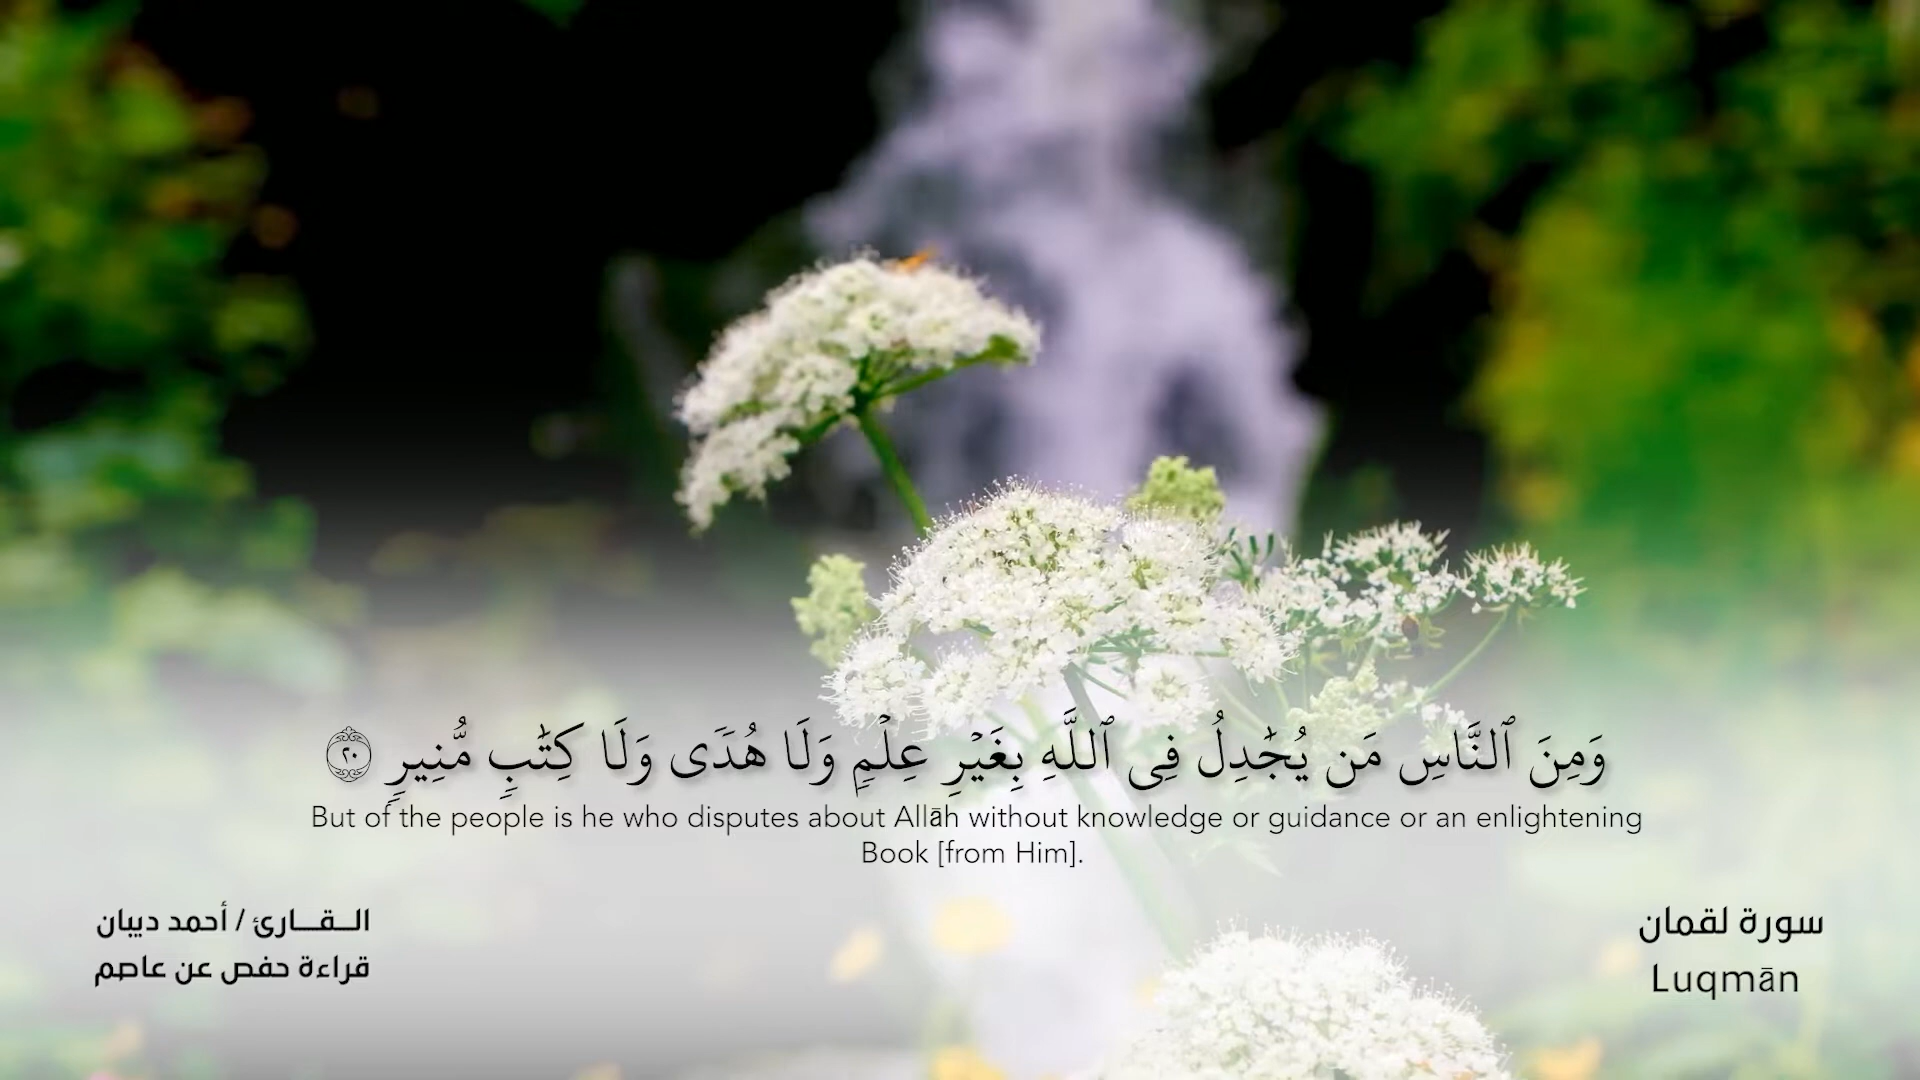 وَمِنَ ٱلنَّاسِ مَن يُجَٰدِلُ فِى ٱللَّهِ بِغَيْرِ عِلْمٍۢ وَلَا هُدًۭى وَلَا كِتَٰبٍۢ مُّنِيرٍۢ ٢٠
But of the people is he who disputes about Allāh without knowledge or guidance or an enlightening
Book [from Him].
القارئ / أحمد ديبان
قراءة حفص عن عاصم
سورة لقمان
Luqmān